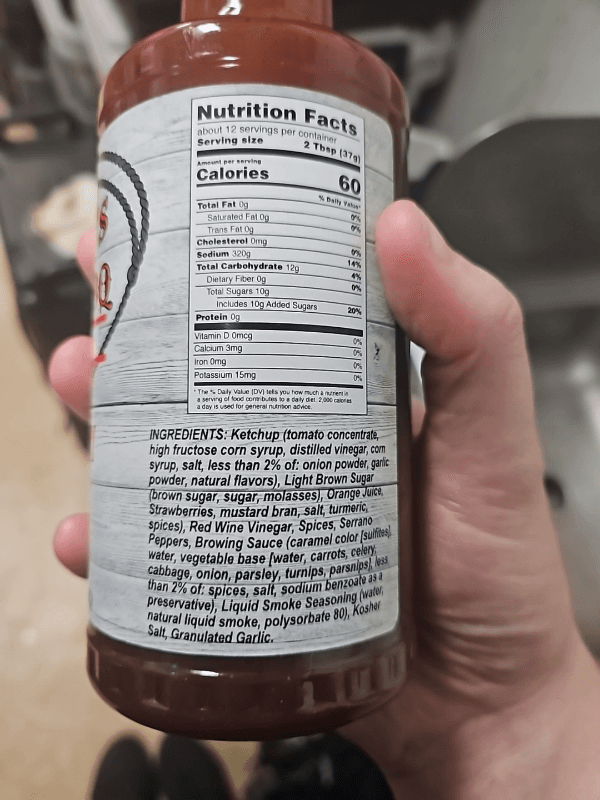 S
Q
Nutrition Facts
about 12 servings per container
Serving size 2 Tbsp (37g)
Amount per serving
Calories 60
% Daily Value*
Total Fat 0g 0%
Saturated Fat 0g 0%
Trans Fat 0g
Cholesterol 0mg 0%
Sodium 320g 14%
Total Carbohydrate 12g 4%
Dietary Fiber 0g 0%
Total Sugars 10g
Includes 10g Added Sugars 20%
Protein 0g
Vitamin D 0mcg 0%
Calcium 3mg 0%
Iron 0mg 0%
Potassium 15mg 0%
* The % Daily Value (DV) tells you how much a nutrient in
a serving of food contributes to a daily diet. 2,000 calories
a day is used for general nutrition advice.
INGREDIENTS: Ketchup (tomato concentrate,
high fructose corn syrup, distilled vinegar, corn
syrup, salt, less than 2% of: onion powder, garlic
powder, natural flavors), Light Brown Sugar
(brown sugar, sugar, molasses), Orange Juice,
Strawberries, mustard bran, salt, turmeric,
spices), Red Wine Vinegar, Spices, Serrano
Peppers, Browing Sauce (caramel color [sulfites],
water, vegetable base [water, carrots, celery,
cabbage, onion, parsley, turnips, parsnips], less
than 2% of: spices, salt, sodium benzoate as a
preservative), Liquid Smoke Seasoning (water,
natural liquid smoke, polysorbate 80), Kosher
Salt, Granulated Garlic.